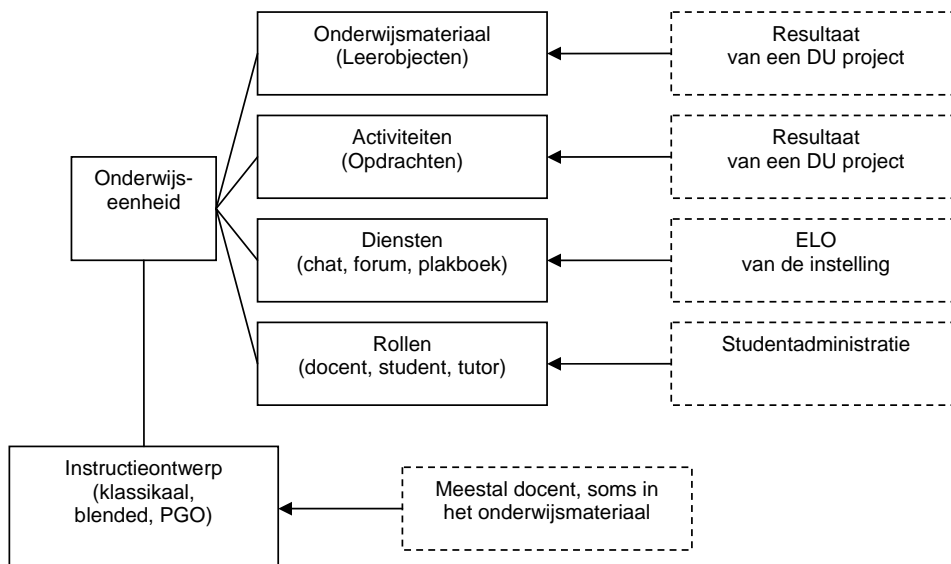 Onderwijsmateriaal
(Leerobjecten)
Resultaat
van een DU project
Activiteiten
(Opdrachten)
Resultaat
van een DU project
Onderwijs-
eenheid
Diensten
(chat, forum, plakboek)
ELO
van de instelling
Rollen
(docent, student, tutor)
Studentadministratie
Instructieontwerp
(klassikaal,
blended, PGO)
Meestal docent, soms in
het onderwijsmateriaal